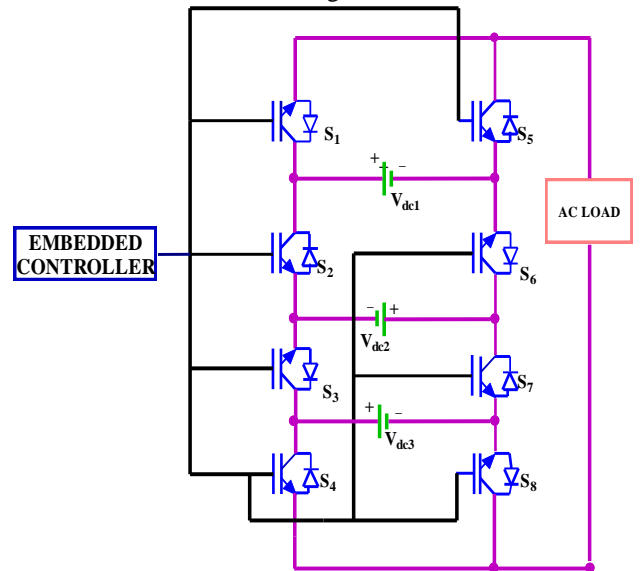 S1
S5
+ −
Vdc1
AC LOAD
EMBEDDED
CONTROLLER
S2
S6
− +
Vdc2
S3
S7
+ −
Vdc3
S4
S8